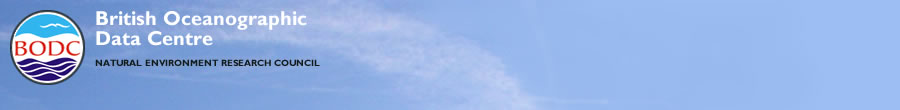 BODC
British Oceanographic
Data Centre
NATURAL ENVIRONMENT RESEARCH COUNCIL